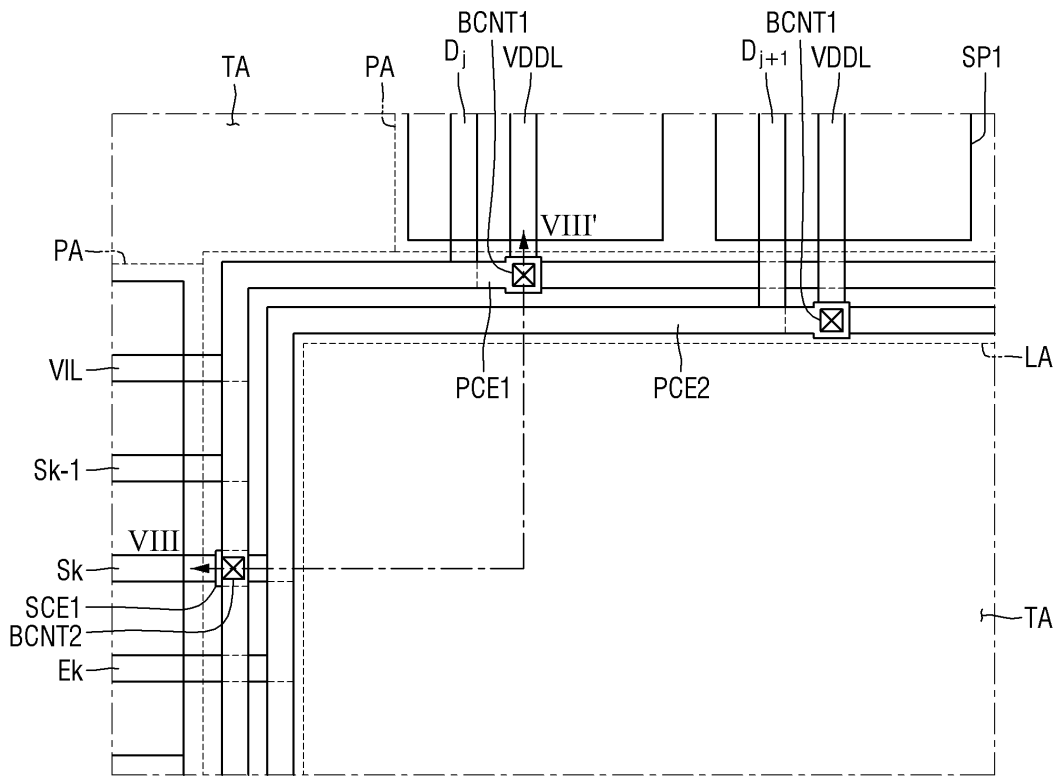 BCNT1
BCNT1
TA
PA
Dj
VDDL
Dj+1
VDDL
SP1
VIII'
PA
VIL
PCE1
PCE2
LA
Sk-1
VIII
Sk
SCE1
BCNT2
TA
Ek